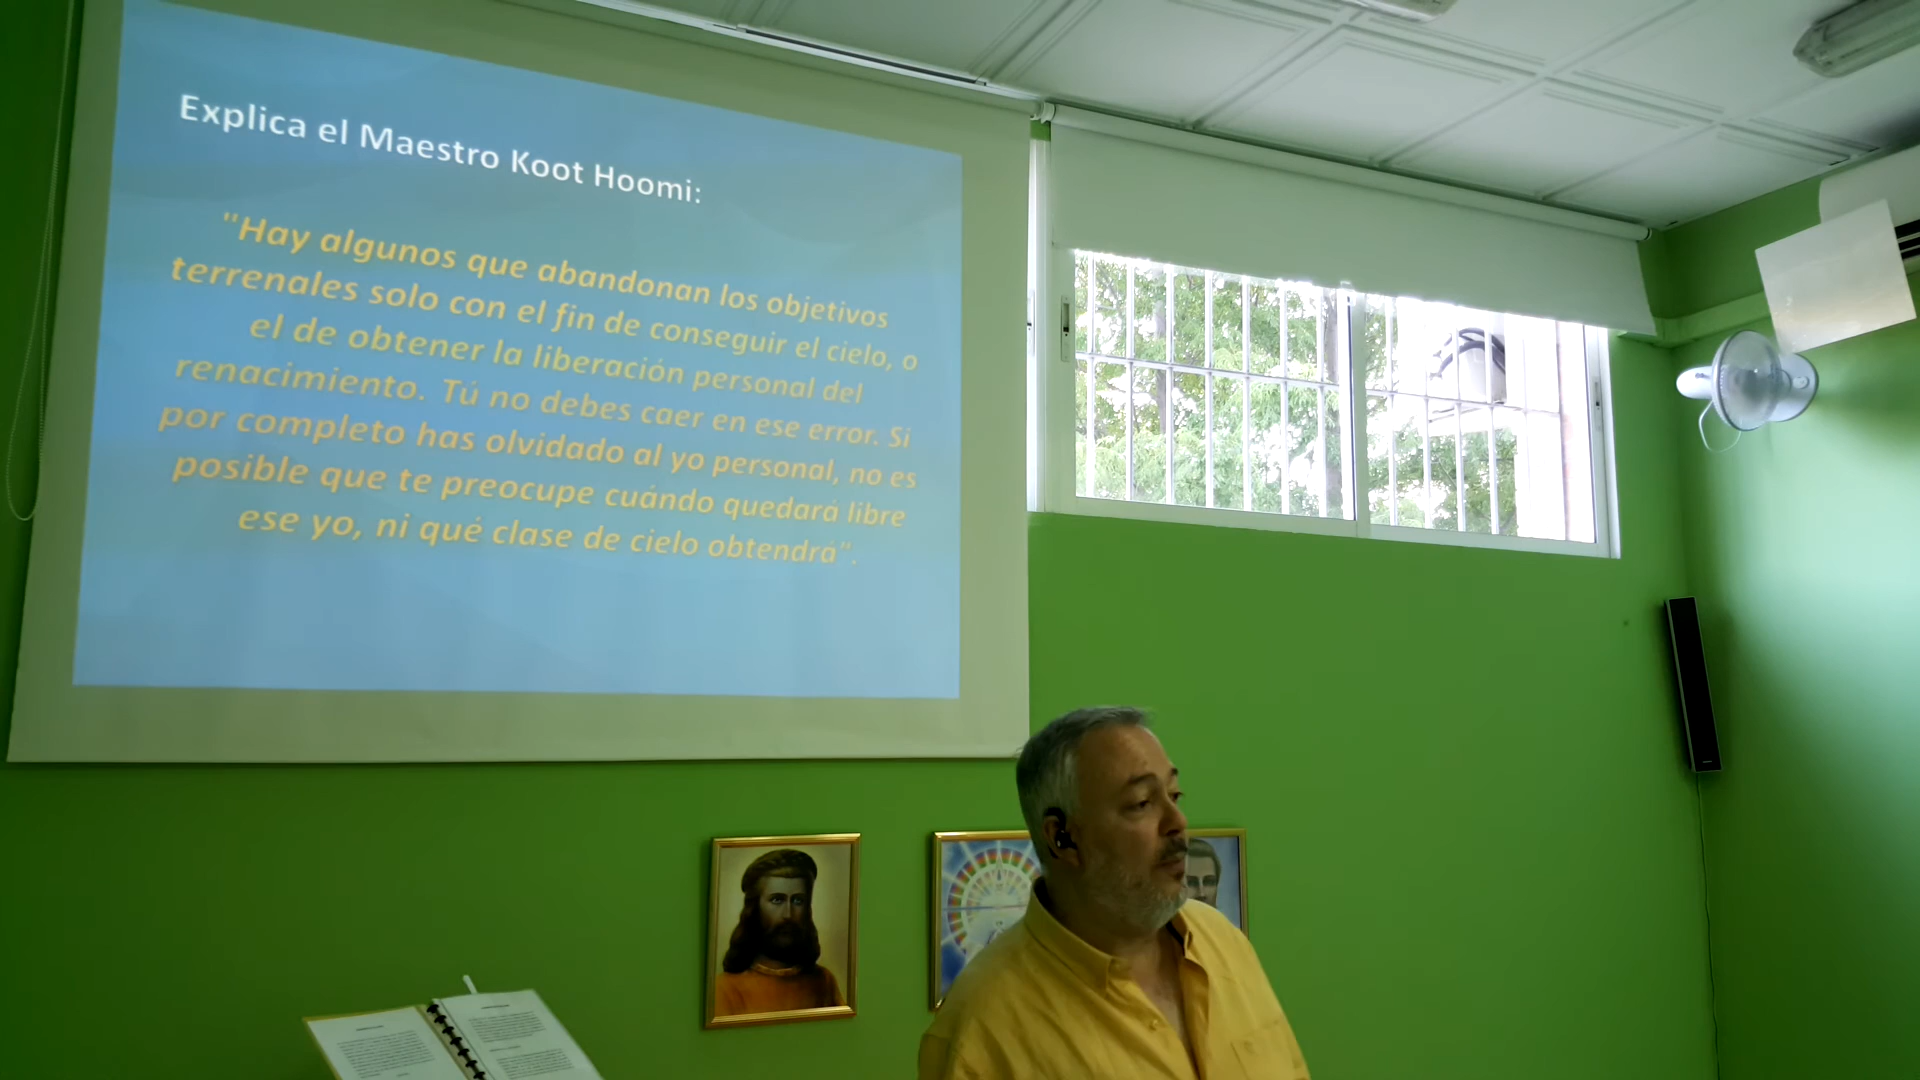 Explica el Maestro Koot Hoomi:
"Hay algunos que abandonan los objetivos
terrenales solo con el fin de conseguir el cielo, o
el de obtener la liberación personal del
renacimiento. Tú no debes caer en ese error. Si
por completo has olvidado al yo personal, no es
posible que te preocupe cuándo quedará libre
ese yo, ni qué clase de cielo obtendrá".